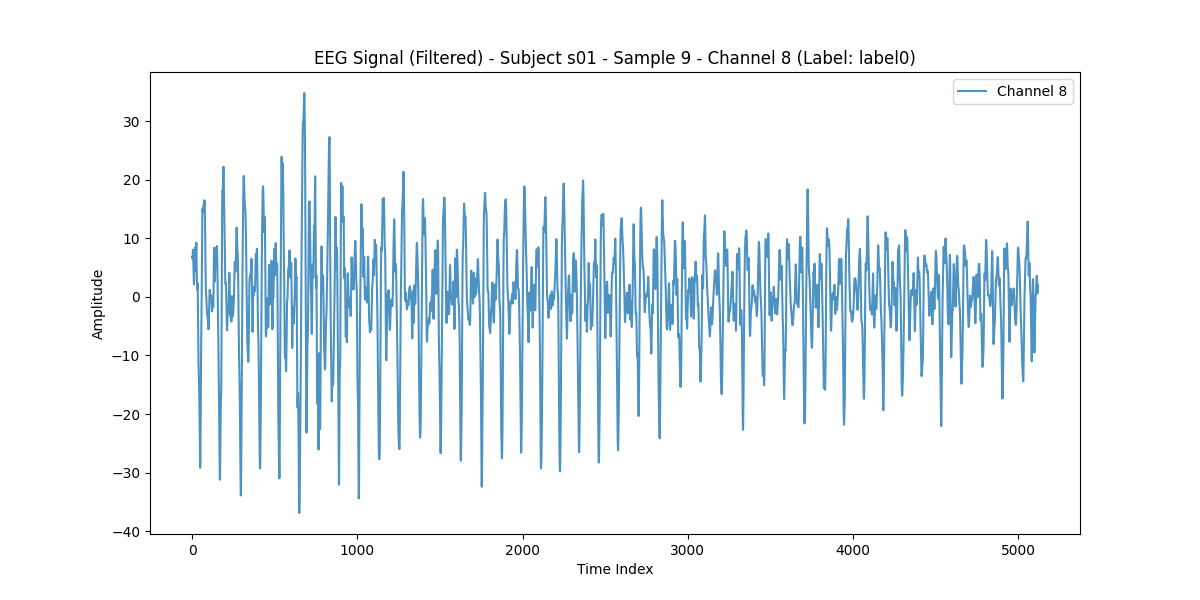 EEG Signal (Filtered) - Subject s01 - Sample 9 - Channel 8 (Label: label0)
Channel 8
Amplitude
30
20
10
0
−10
−20
−30
−40
0 1000 2000 3000 4000 5000
Time Index